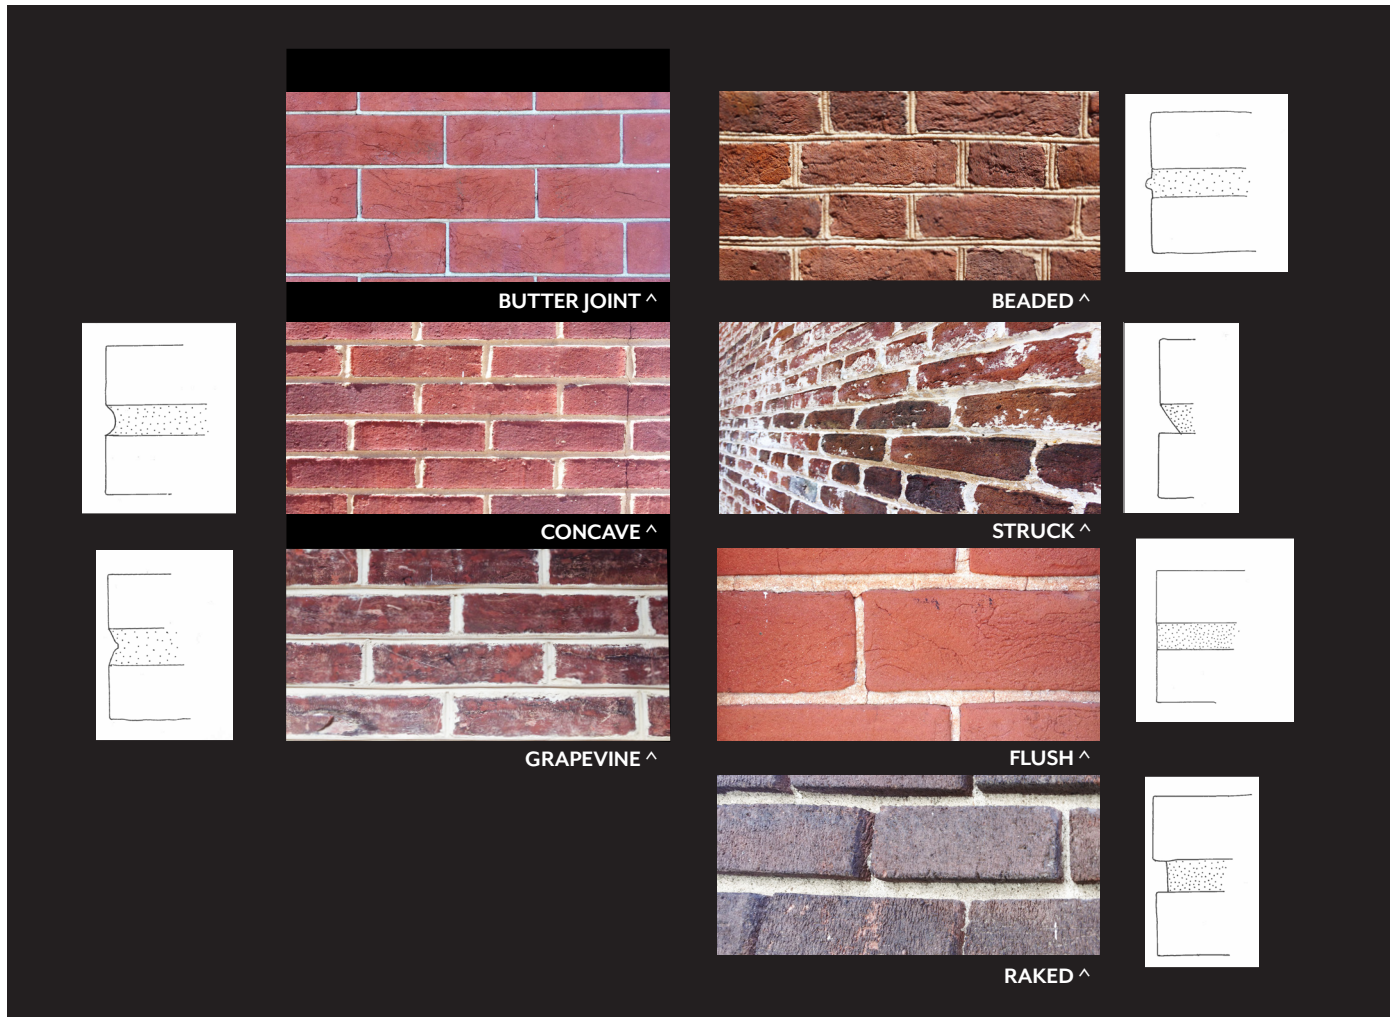 BUTTER JOINT ^
BEADED ^
CONCAVE ^
STRUCK ^
GRAPEVINE ^
FLUSH ^
RAKED ^